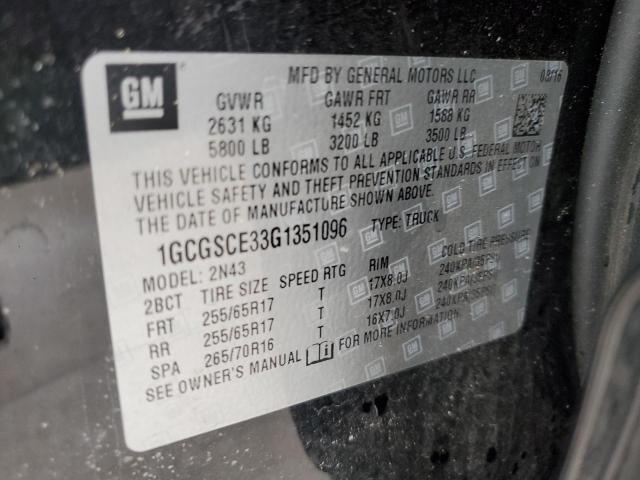 GM
MFD BY GENERAL MOTORS LLC 08/16
GVWR GAWR FRT GAWR RR
2631 KG 1452 KG 1588 KG
5800 LB 3200 LB 3500 LB
THIS VEHICLE CONFORMS TO ALL APPLICABLE U.S. FEDERAL MOTOR
VEHICLE SAFETY AND THEFT PREVENTION STANDARDS IN EFFECT ON
THE DATE OF MANUFACTURE SHOWN ABOVE.
1GCGSCE33G1351096 TYPE: TRUCK
MODEL: 2N43
2BCT TIRE SIZE SPEED RTG RIM COLD TIRE
FRT 255/65R17 T 17X8.0J 240KPA(35PSI)
RR 255/65R17 T 17X8.0J 240KPA(35PSI)
SPA 265/70R16 T 16X7.0J 240KPA(35PSI)
SEE OWNER'S MANUAL FOR MORE INFORMATION